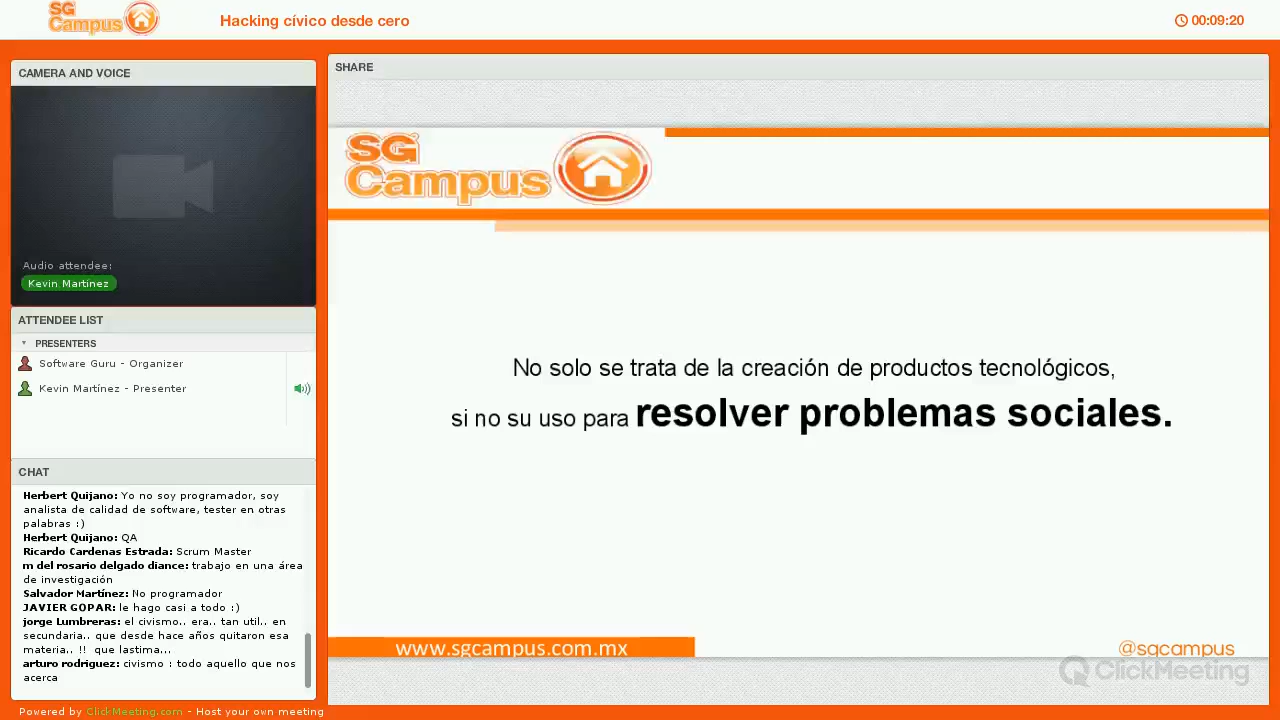 SG Campus
Hacking cívico desde cero
00:09:20
CAMERA AND VOICE
Audio attendee:
Kevin Martínez
ATTENDEE LIST
PRESENTERS
Software Guru - Organizer
Kevin Martínez - Presenter
CHAT
Herbert Quijano: Yo no soy programador, soy
analista de calidad de software, tester en otras
palabras :)
Herbert Quijano: QA
Ricardo Cardenas Estrada: Scrum Master
m del rosario delgado diance: trabajo en una área
de investigación
Salvador Martínez: No programador
JAVIER GOPAR: le hago casi a todo :)
jorge Lumbreras: el civismo.. era.. tan util.. en
secundaria.. que desde hace años quitaron esa
materia.. !! que lastima...
arturo rodriguez: civismo : todo aquello que nos
acerca
Powered by ClickMeeting.com - Host your own meeting
SHARE
SG
Campus
No solo se trata de la creación de productos tecnológicos,
si no su uso para resolver problemas sociales.
www.sgcampus.com.mx
@sgcampus
ClickMeeting